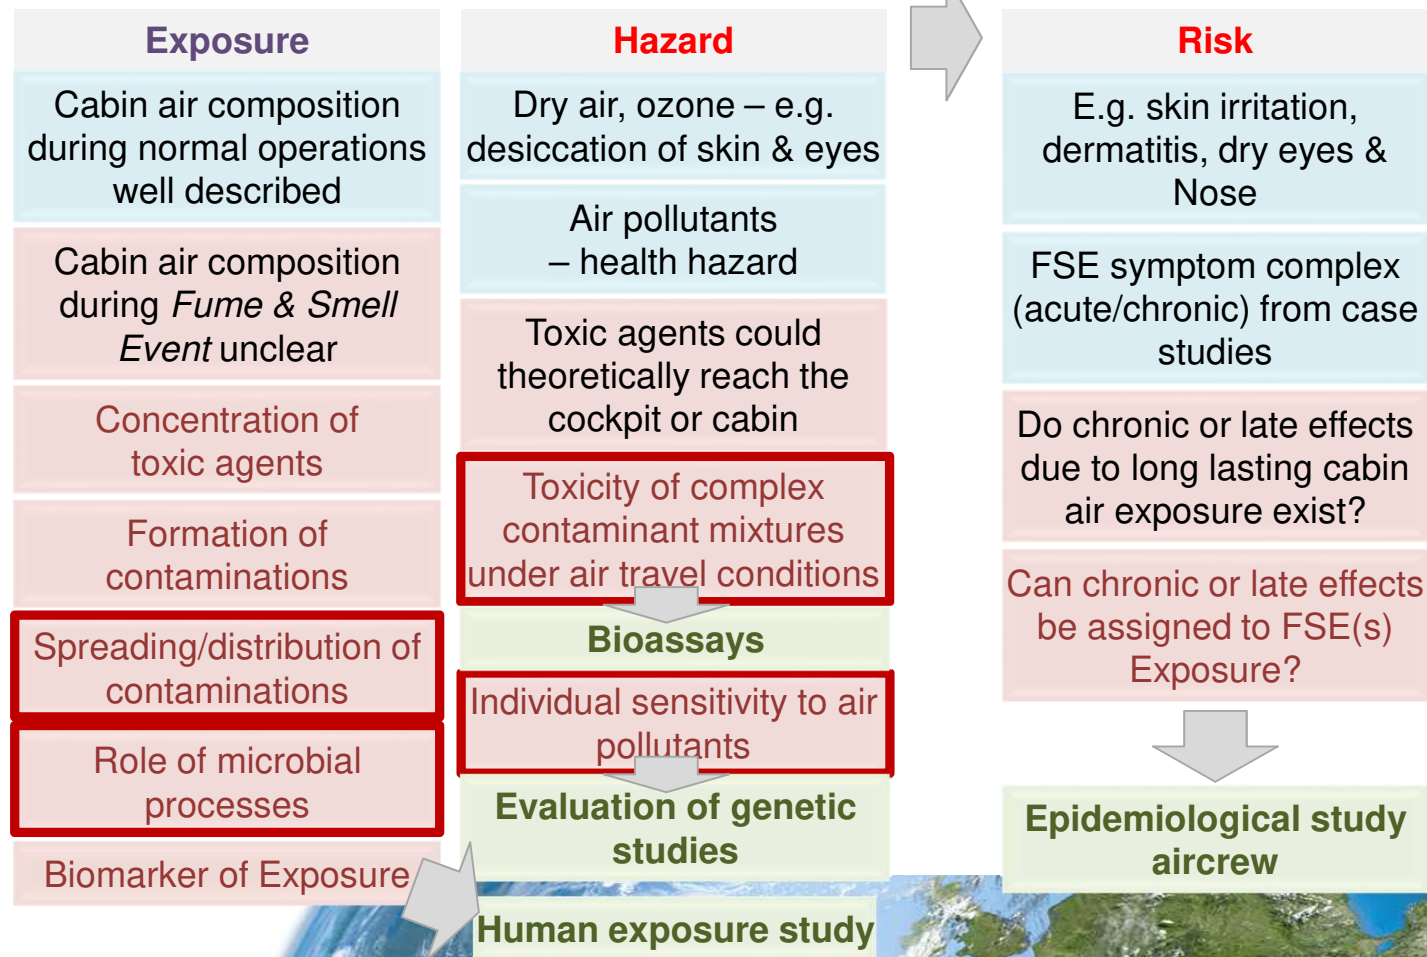 Exposure
Cabin air composition
during normal operations
well described
Cabin air composition
during Fume & Smell
Event unclear
Concentration of
toxic agents
Formation of
contaminations
Spreading/distribution of
contaminations
Role of microbial
processes
Biomarker of Exposure
Hazard
Dry air, ozone – e.g.
desiccation of skin & eyes
Air pollutants
– health hazard
Toxic agents could
theoretically reach the
cockpit or cabin
Toxicity of complex
contaminant mixtures
under air travel conditions
Bioassays
Individual sensitivity to air
pollutants
Evaluation of genetic
studies
Human exposure study
Risk
E.g. skin irritation,
dermatitis, dry eyes &
Nose
FSE symptom complex
(acute/chronic) from case
studies
Do chronic or late effects
due to long lasting cabin
air exposure exist?
Can chronic or late effects
be assigned to FSE(s)
Exposure?
Epidemiological study
aircrew